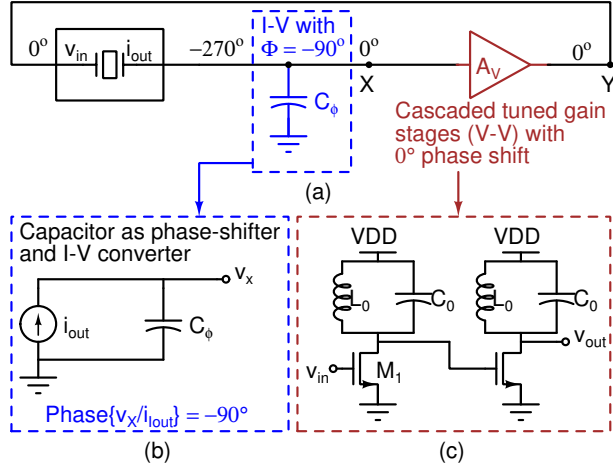 I-V with
Φ = −90°
0°
v_in
i_out
−270°
0°
X
A_V
0°
Y
C_ϕ
Cascaded tuned gain
stages (V-V) with
0° phase shift
(a)
Capacitor as phase-shifter
and I-V converter
v_x
i_out
C_ϕ
Phase{v_X/i_lout} = −90°
(b)
VDD
VDD
L_0
C_0
L_0
C_0
v_out
v_in
M_1
(c)